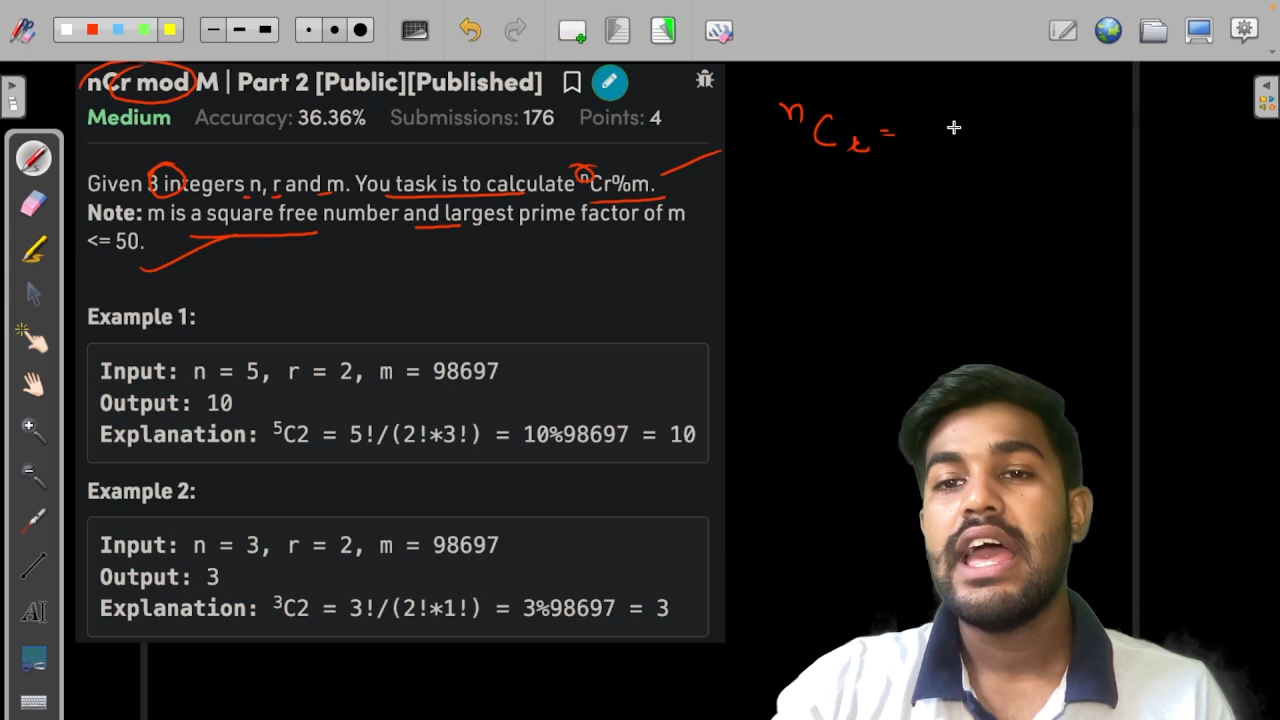 nCr mod M | Part 2 [Public][Published]
Medium Accuracy: 36.36% Submissions: 176 Points: 4
Given 3 integers n, r and m. You task is to calculate ⁿCr%m.
Note: m is a square free number and largest prime factor of m
<= 50.
Example 1:
Input: n = 5, r = 2, m = 98697
Output: 10
Explanation: ⁵C2 = 5!/(2!*3!) = 10%98697 = 10
Example 2:
Input: n = 3, r = 2, m = 98697
Output: 3
Explanation: ³C2 = 3!/(2!*1!) = 3%98697 = 3
ⁿCr =
AI